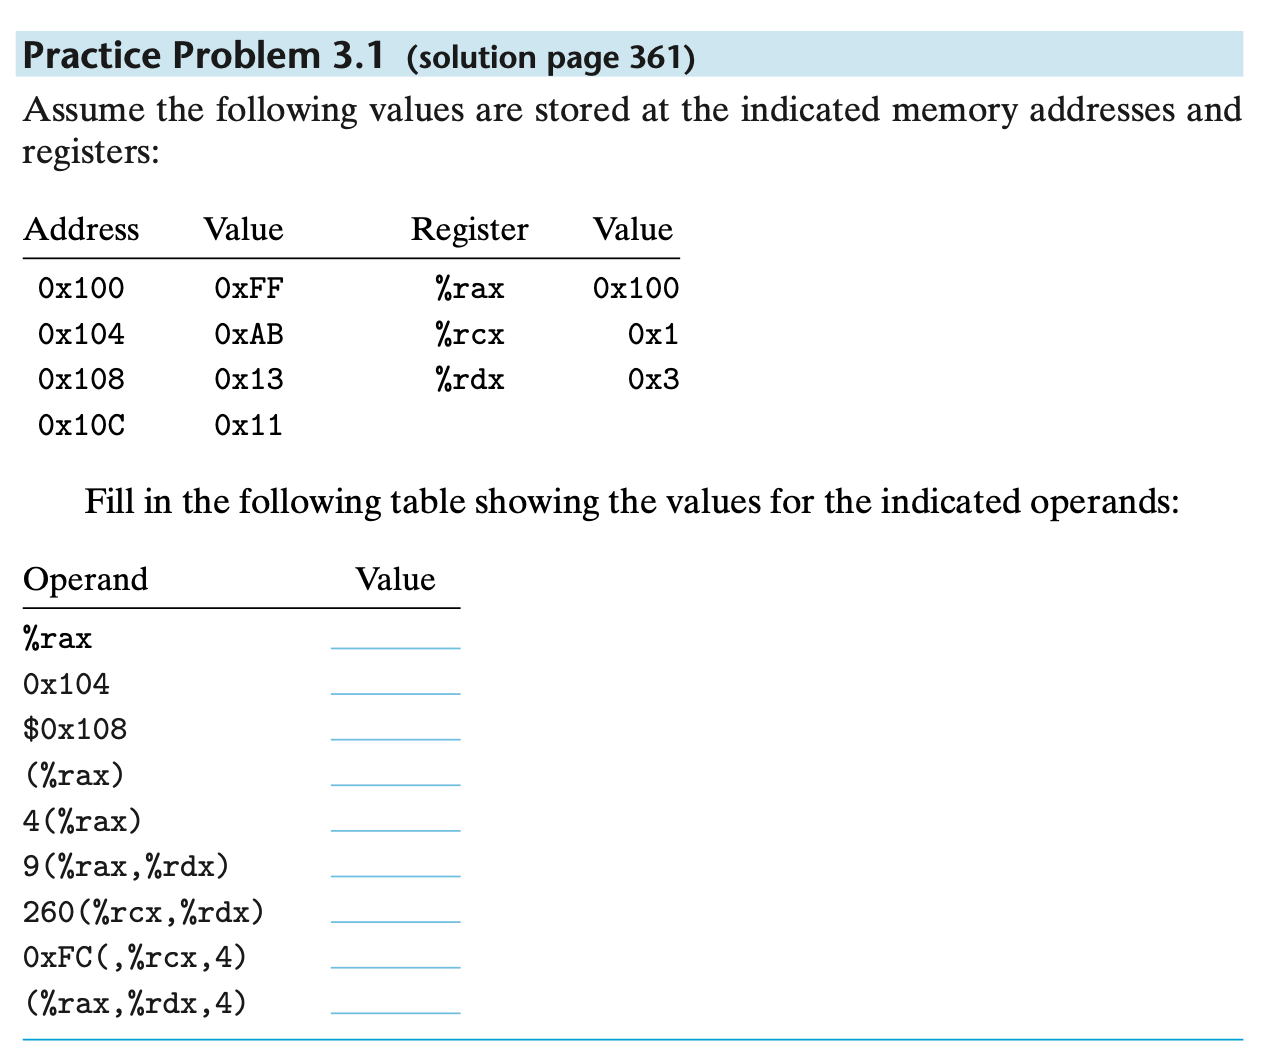 Practice Problem 3.1 (solution page 361)
Assume the following values are stored at the indicated memory addresses and
registers:
Address Value Register Value
0x100 0xFF %rax 0x100
0x104 0xAB %rcx 0x1
0x108 0x13 %rdx 0x3
0x10C 0x11
Fill in the following table showing the values for the indicated operands:
Operand Value
%rax
0x104
$0x108
(%rax)
4(%rax)
9(%rax,%rdx)
260(%rcx,%rdx)
0xFC(,%rcx,4)
(%rax,%rdx,4)